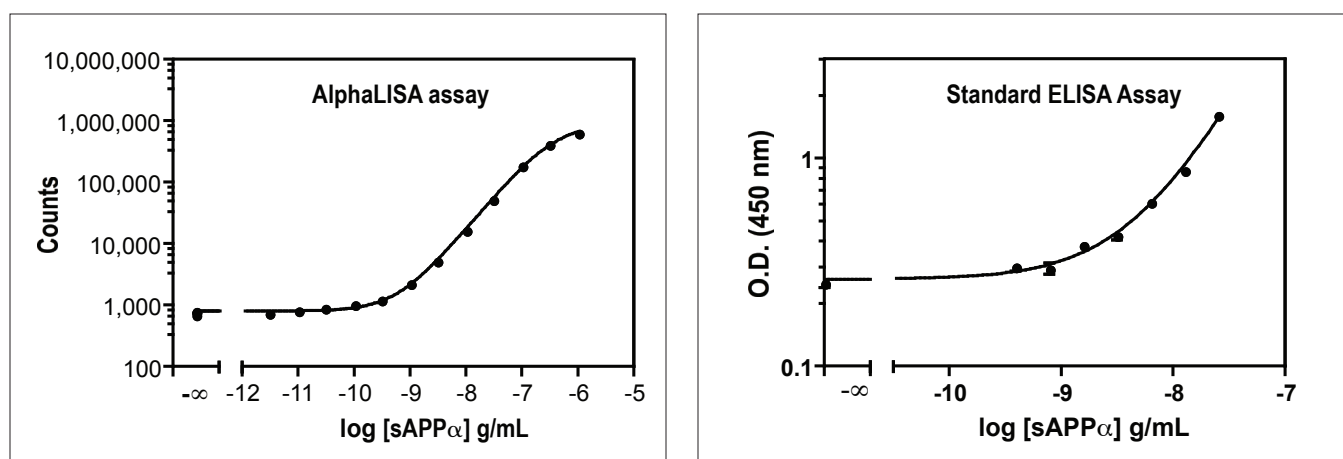 AlphaLISA assay
Counts
10,000,000
1,000,000
100,000
10,000
1,000
100
-∞ -12 -11 -10 -9 -8 -7 -6 -5
log [sAPPα] g/mL
Standard ELISA Assay
O.D. (450 nm)
1
0.1
-∞ -10 -9 -8 -7
log [sAPPα] g/mL